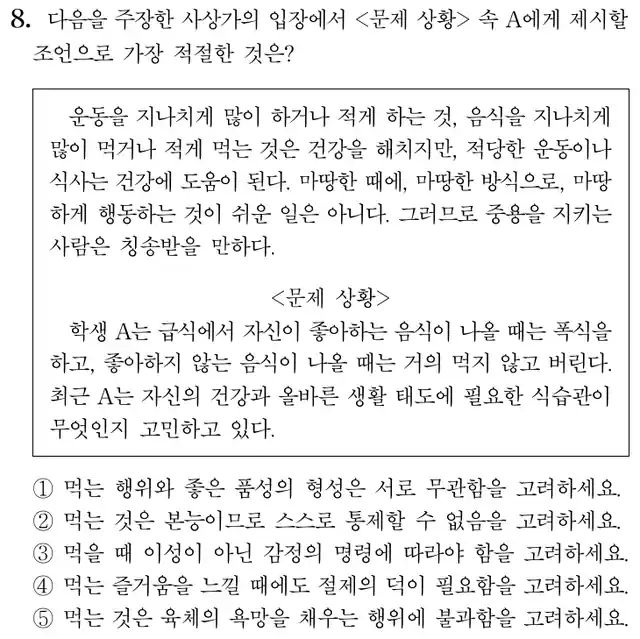 8. 다음을 주장한 사상가의 입장에서 <문제 상황> 속 A에게 제시할
조언으로 가장 적절한 것은?
운동을 지나치게 많이 하거나 적게 하는 것, 음식을 지나치게
많이 먹거나 적게 먹는 것은 건강을 해치지만, 적당한 운동이나
식사는 건강에 도움이 된다. 마땅한 때에, 마땅한 방식으로, 마땅
하게 행동하는 것이 쉬운 일은 아니다. 그러므로 중용을 지키는
사람은 칭송받을 만하다.
<문제 상황>
학생 A는 급식에서 자신이 좋아하는 음식이 나올 때는 폭식을
하고, 좋아하지 않는 음식이 나올 때는 거의 먹지 않고 버린다.
최근 A는 자신의 건강과 올바른 생활 태도에 필요한 식습관이
무엇인지 고민하고 있다.
① 먹는 행위와 좋은 품성의 형성은 서로 무관함을 고려하세요.
② 먹는 것은 본능이므로 스스로 통제할 수 없음을 고려하세요.
③ 먹을 때 이성이 아닌 감정의 명령에 따라야 함을 고려하세요.
④ 먹는 즐거움을 느낄 때에도 절제의 덕이 필요함을 고려하세요.
⑤ 먹는 것은 육체의 욕망을 채우는 행위에 불과함을 고려하세요.